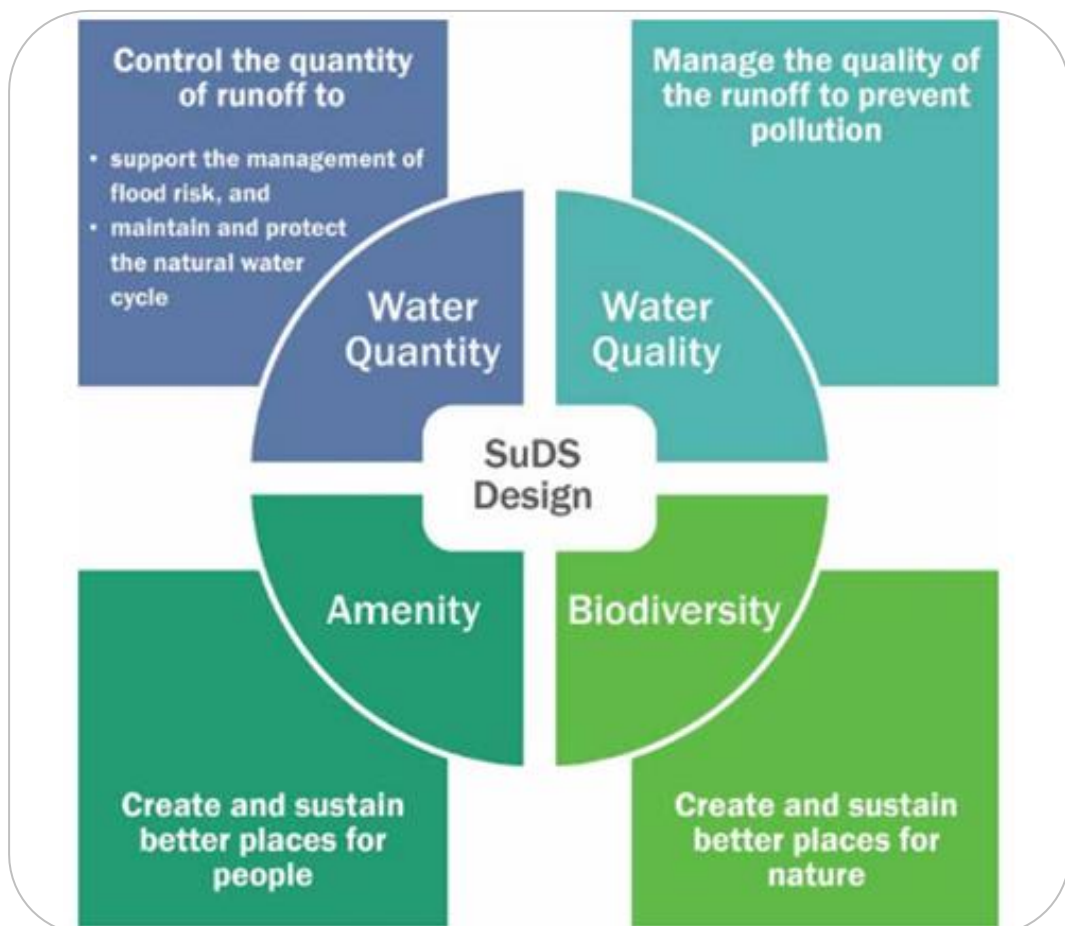 Control the quantity
of runoff to
• support the management of
flood risk, and
• maintain and protect
the natural water
cycle
Manage the quality of
the runoff to prevent
pollution
Water
Quantity
Water
Quality
SuDS
Design
Amenity
Biodiversity
Create and sustain
better places for
people
Create and sustain
better places for
nature